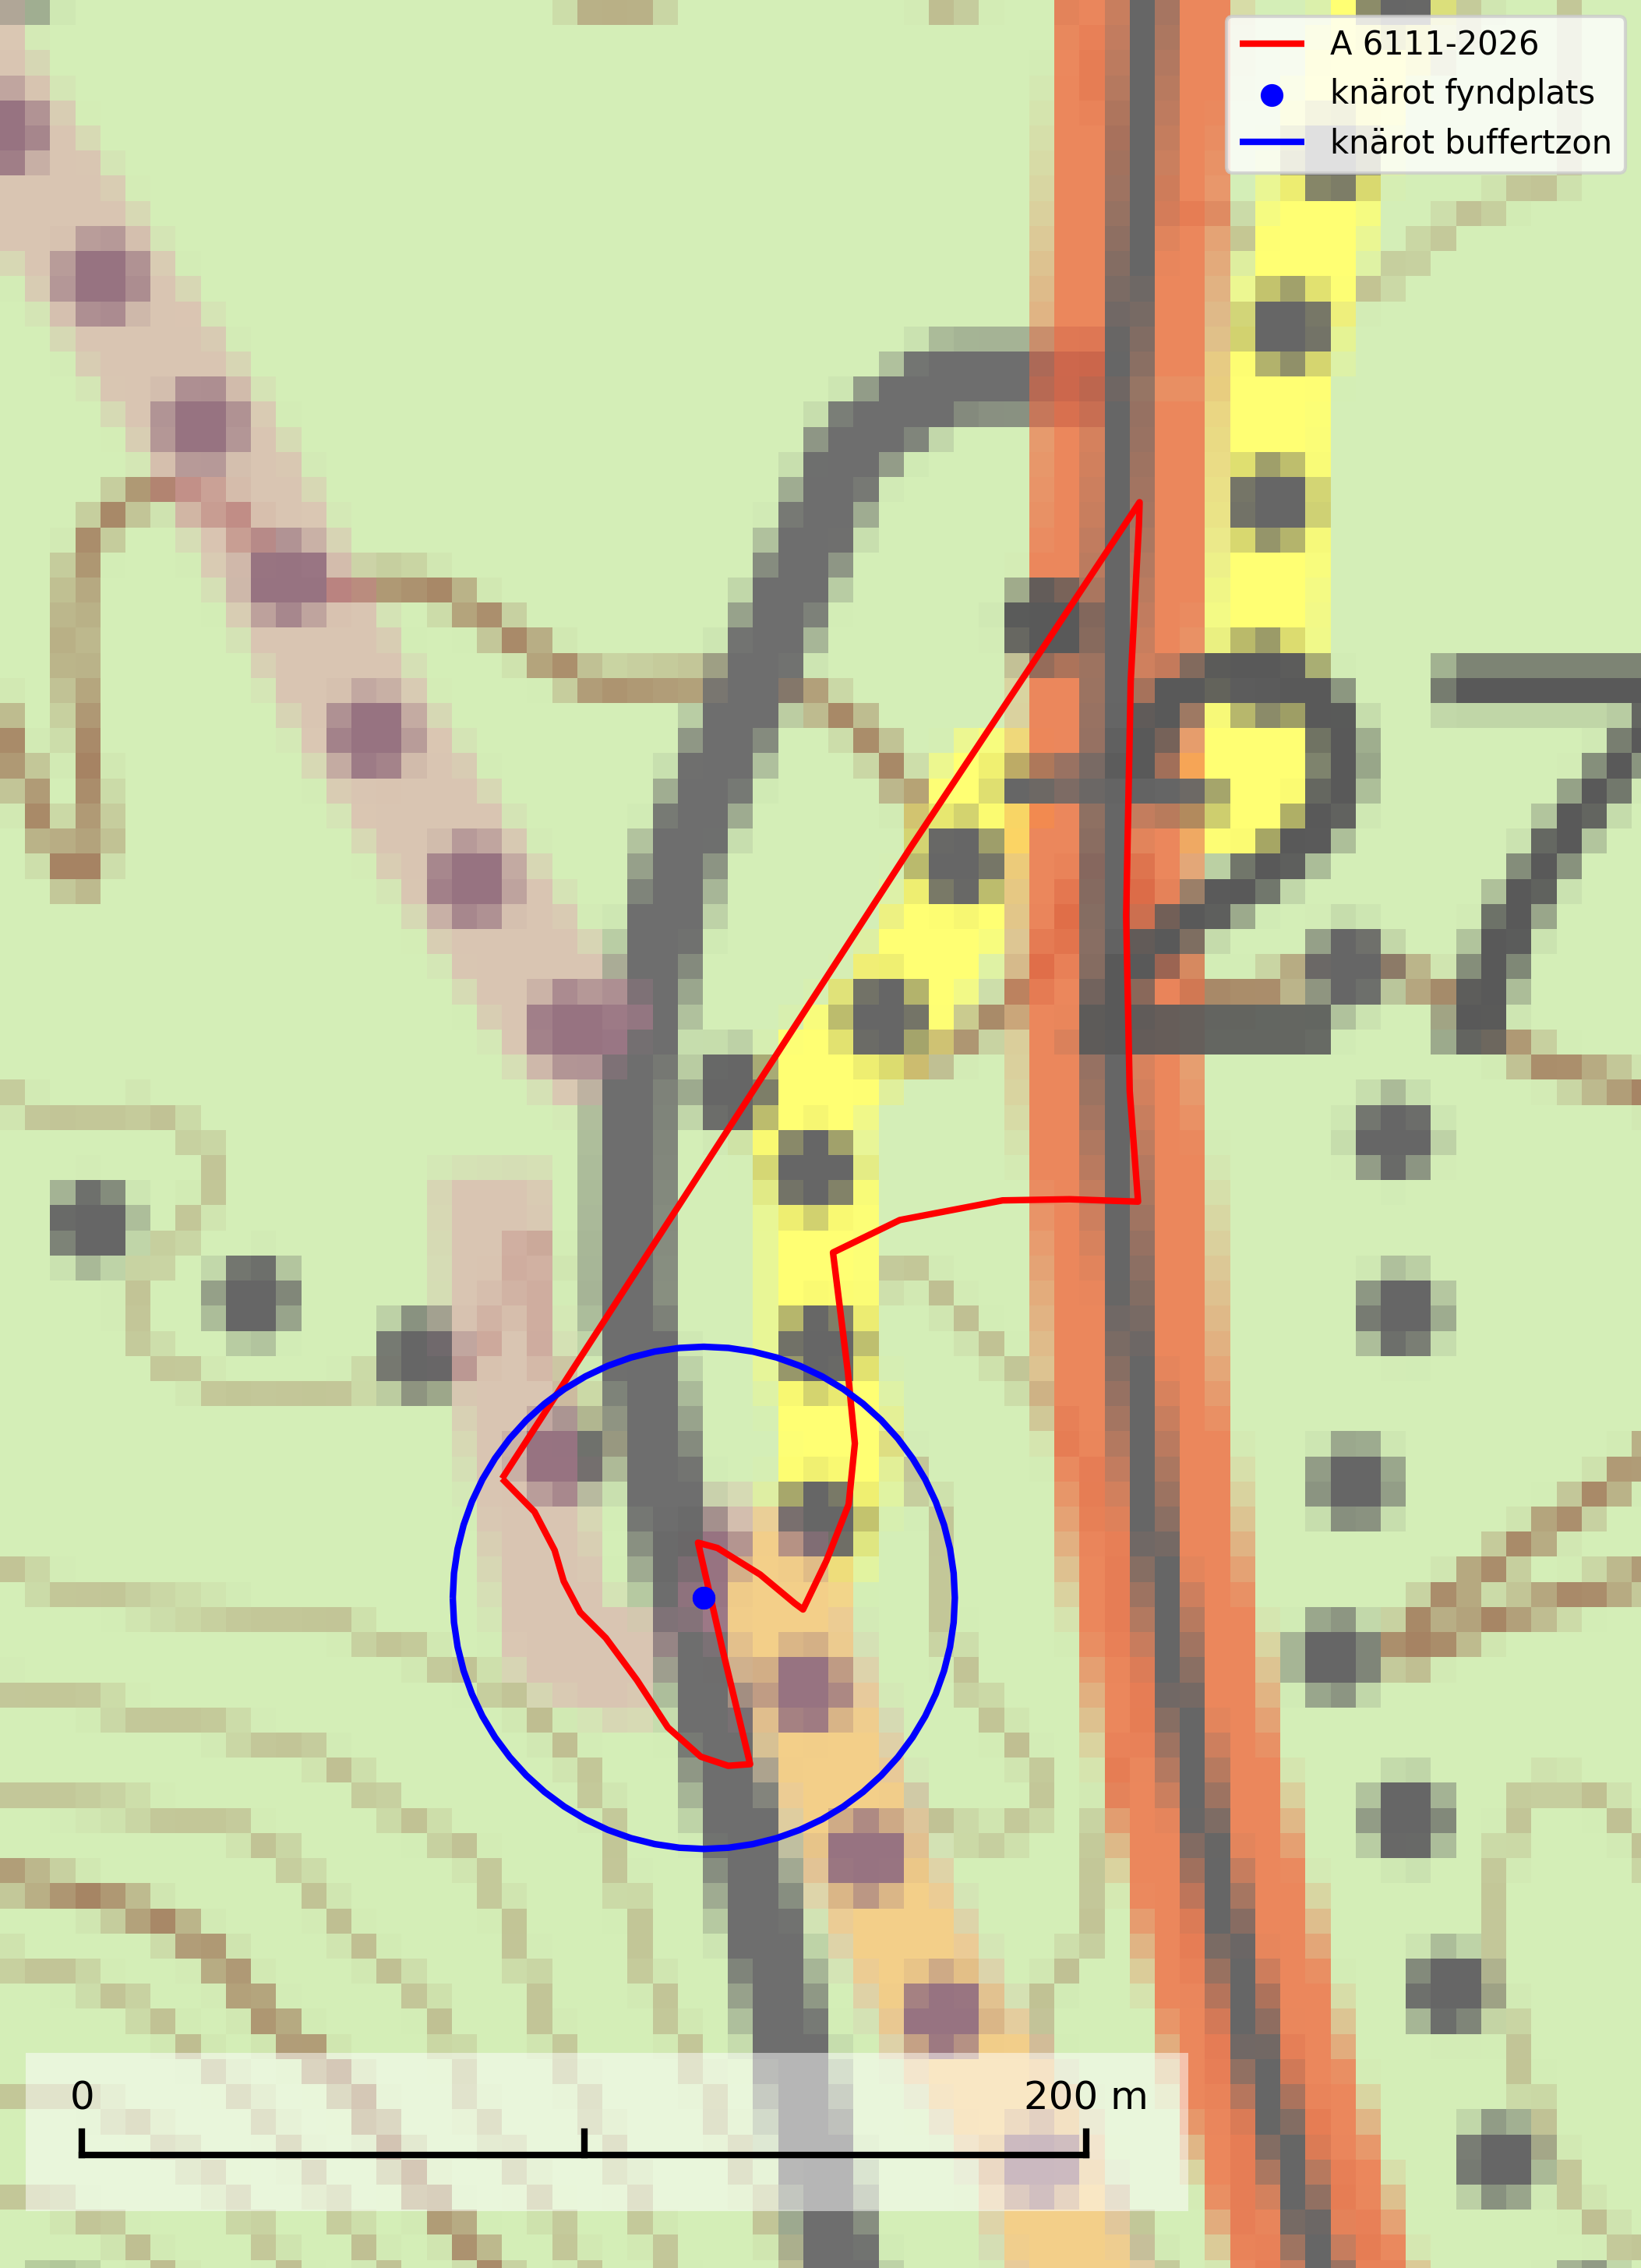 A 6111-2026
knärot fyndplats
knärot buffertzon
0 200 m